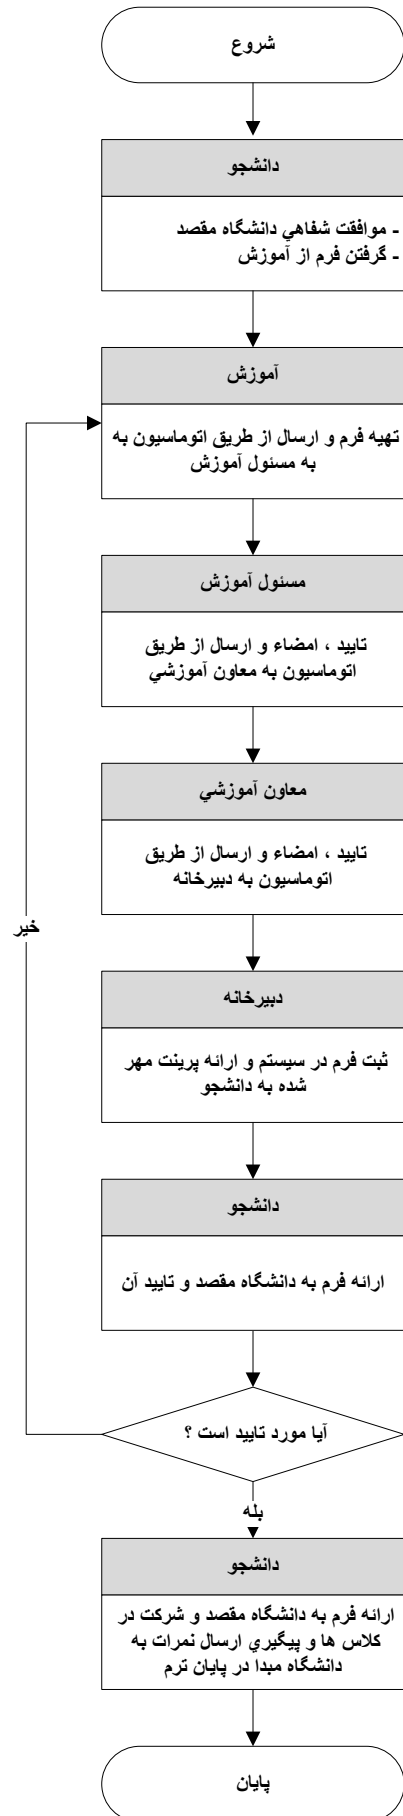 شروع
دانشجو
- موافقت شفاهي دانشگاه مقصد
- گرفتن فرم از آموزش
آموزش
تهيه فرم و ارسال از طريق اتوماسيون به
به مسئول آموزش
مسئول آموزش
تاييد ، امضاء و ارسال از طريق
اتوماسيون به معاون آموزشي
معاون آموزشي
تاييد ، امضاء و ارسال از طريق
اتوماسيون به دبيرخانه
دبيرخانه
ثبت فرم در سيستم و ارائه پرينت مهر
شده به دانشجو
دانشجو
ارائه فرم به دانشگاه مقصد و تاييد آن
آيا مورد تاييد است ؟
خير
بله
دانشجو
ارائه فرم به دانشگاه مقصد و شركت در
كلاس ها و پيگيري ارسال نمرات به
دانشگاه مبدا در پايان ترم
پايان